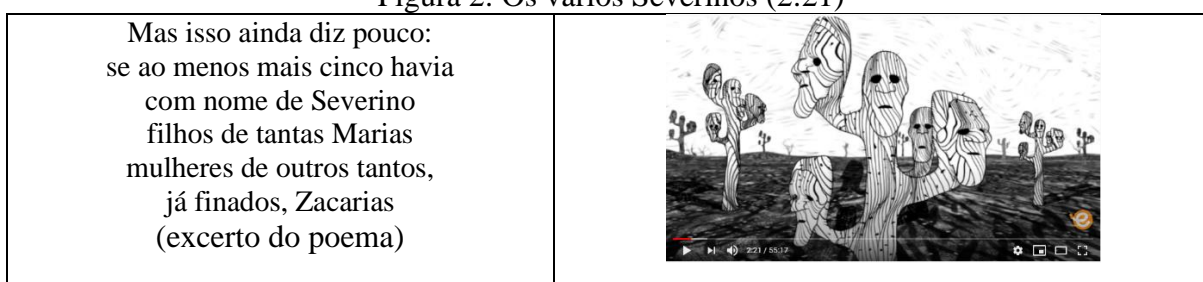 Figura 2: Os vários Severinos (2:21)
Mas isso ainda diz pouco:
se ao menos mais cinco havia
com nome de Severino
filhos de tantas Marias
mulheres de outros tantos,
já finados, Zacarias
(excerto do poema)
2:21 / 55:17